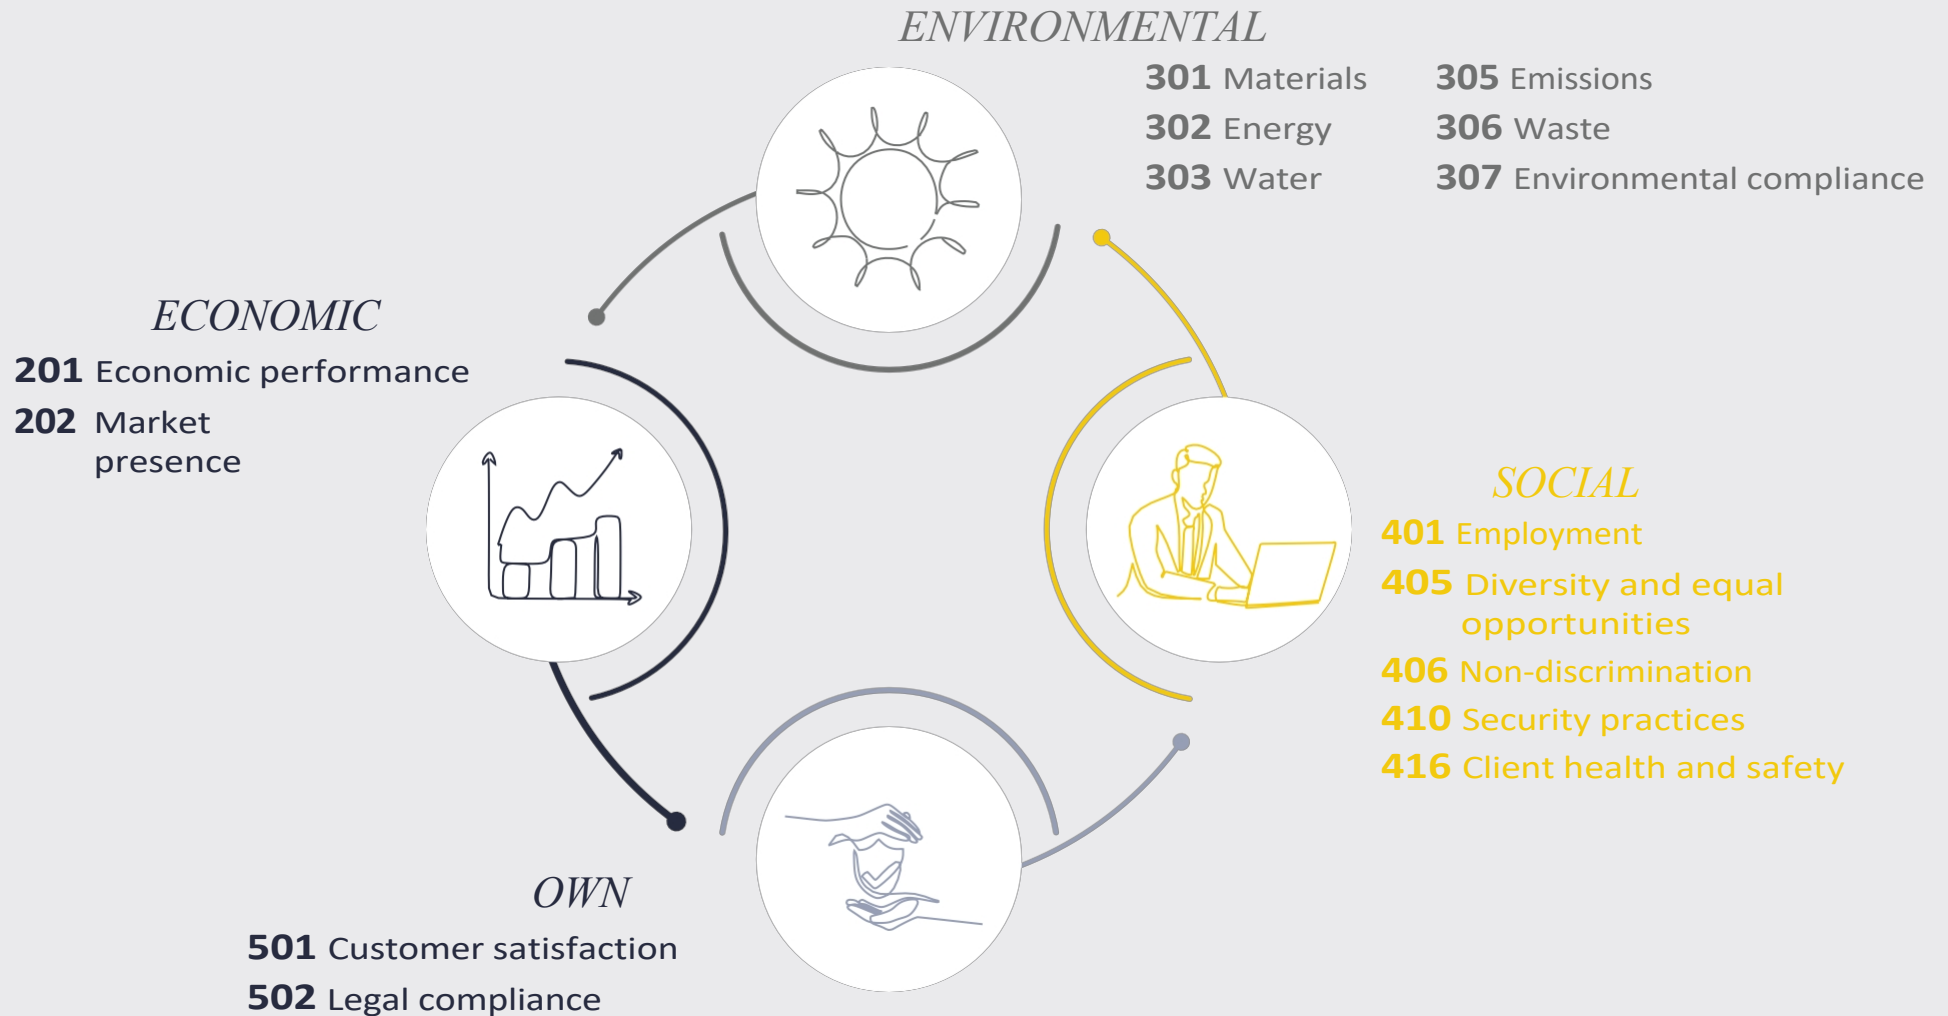 ENVIRONMENTAL
301 Materials
302 Energy
303 Water
305 Emissions
306 Waste
307 Environmental compliance
ECONOMIC
201 Economic performance
202 Market
presence
SOCIAL
401 Employment
405 Diversity and equal
opportunities
406 Non-discrimination
410 Security practices
416 Client health and safety
OWN
501 Customer satisfaction
502 Legal compliance